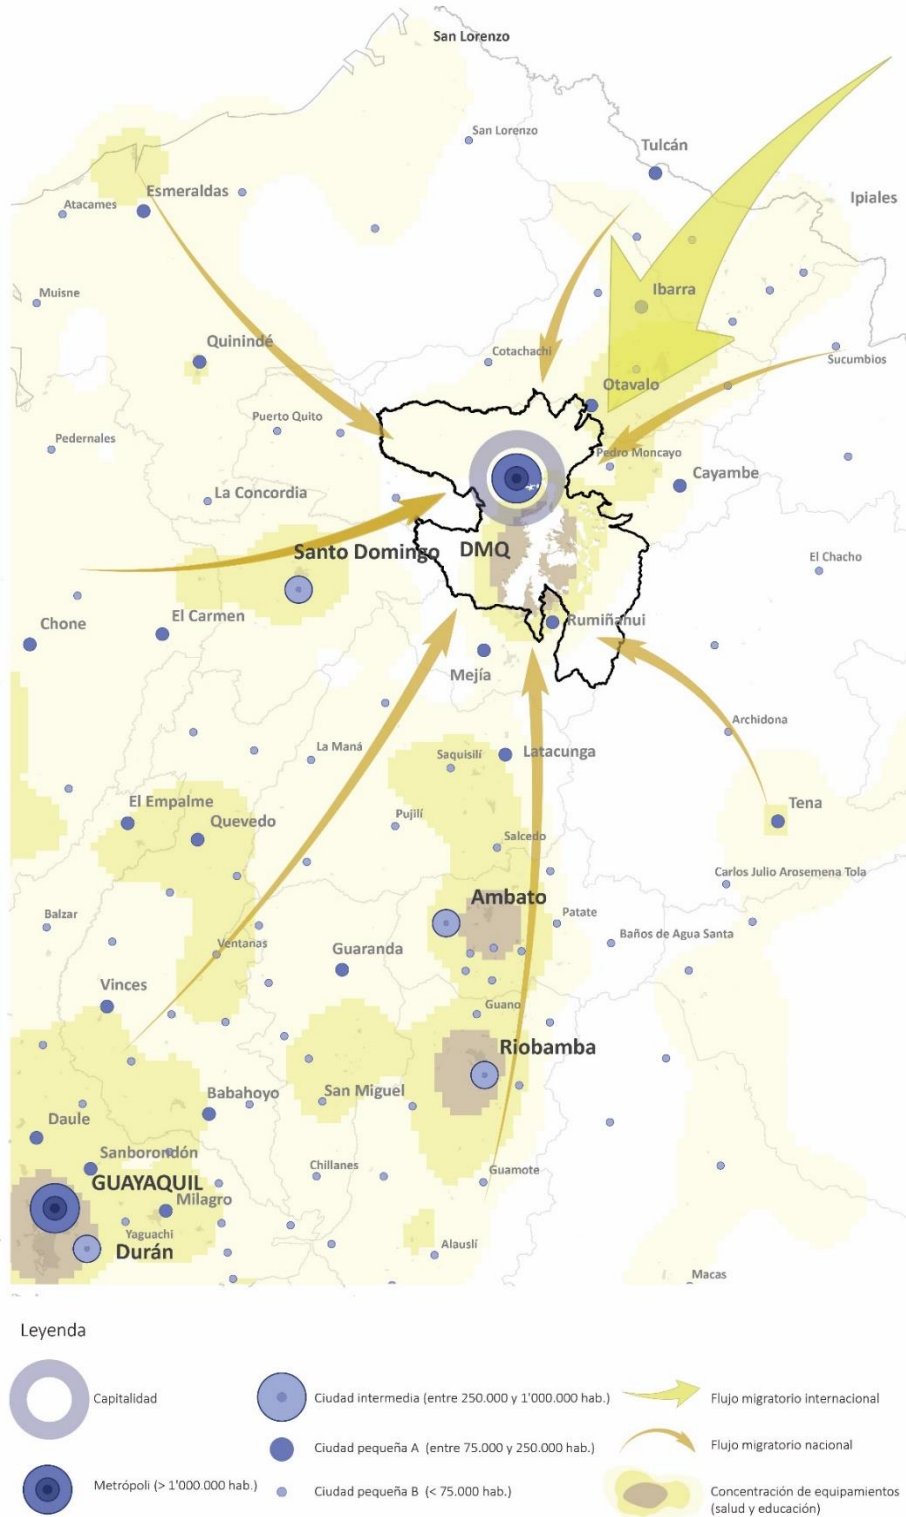 San Lorenzo
San Lorenzo
Tulcán
Ipiales
Esmeraldas
Atacames
Muisne
Ibarra
Quinindé
Cotachachi
Sucumbios
Otavalo
Puerto Quito
Pedernales
Pedro Moncayo
Cayambe
La Concordia
Santo Domingo
DMQ
El Chacho
El Carmen
Chone
Rumiñahui
Mejía
Archidona
La Maná
Saquisilí
Latacunga
El Empalme
Tena
Quevedo
Pujilí
Salcedo
Carlos Julio Arosemena Tola
Ambato
Balzar
Patate
Baños de Agua Santa
Ventanas
Guaranda
Vinces
Guano
Riobamba
Babahoyo
San Miguel
Daule
Sanborondón
Chillanes
Guamote
GUAYAQUIL
Milagro
Yaguachi
Durán
Alauslí
Macas
Leyenda
Capitalidad
Metrópoli (> 1'000.000 hab.)
Ciudad intermedia (entre 250.000 y 1'000.000 hab.)
Ciudad pequeña A (entre 75.000 y 250.000 hab.)
Ciudad pequeña B (< 75.000 hab.)
Flujo migratorio internacional
Flujo migratorio nacional
Concentración de equipamientos
(salud y educación)